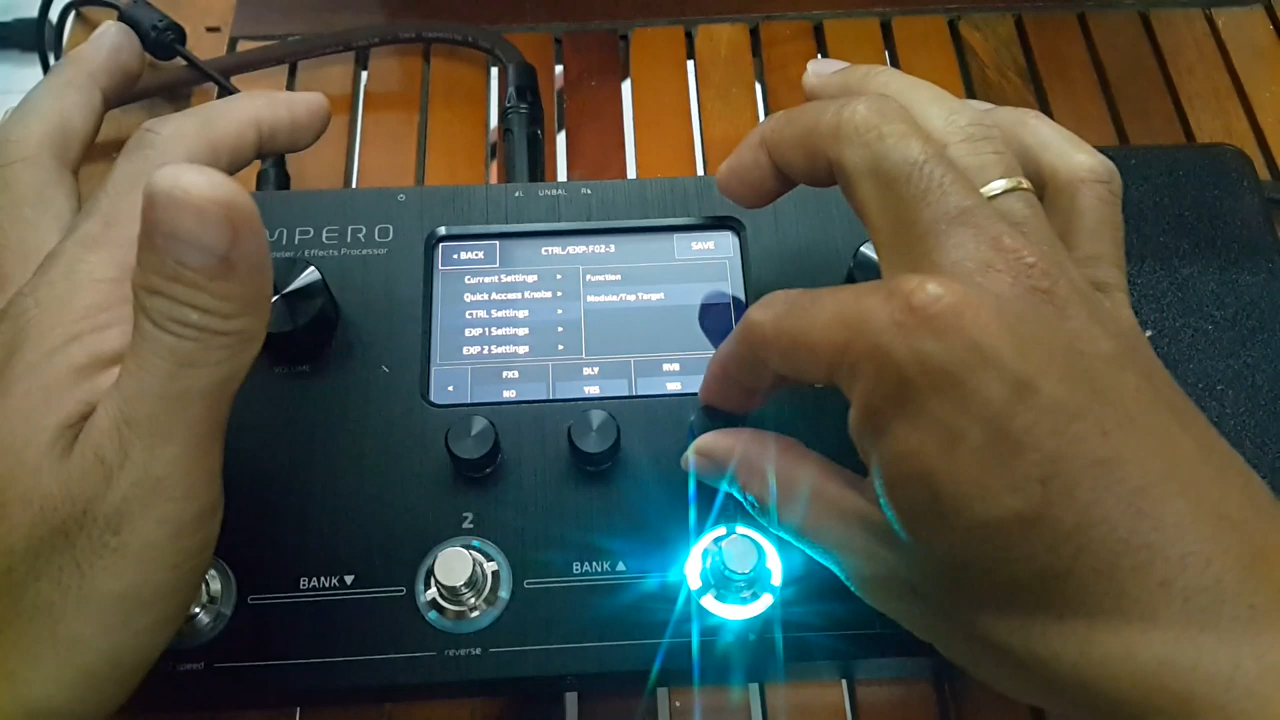 L UNBAL R
MPERO
deler / Effects Processor
< BACK
CTRL/EXP:F02-3
SAVE
Current Settings
Quick Access Knobs
CTRL Settings
EXP 1 Settings
EXP 2 Settings
Function
Module/Tap Target
< FX3 DLY RVB
NO YES YES
VOLUME
2
BANK▼
BANK▲
speed
reverse